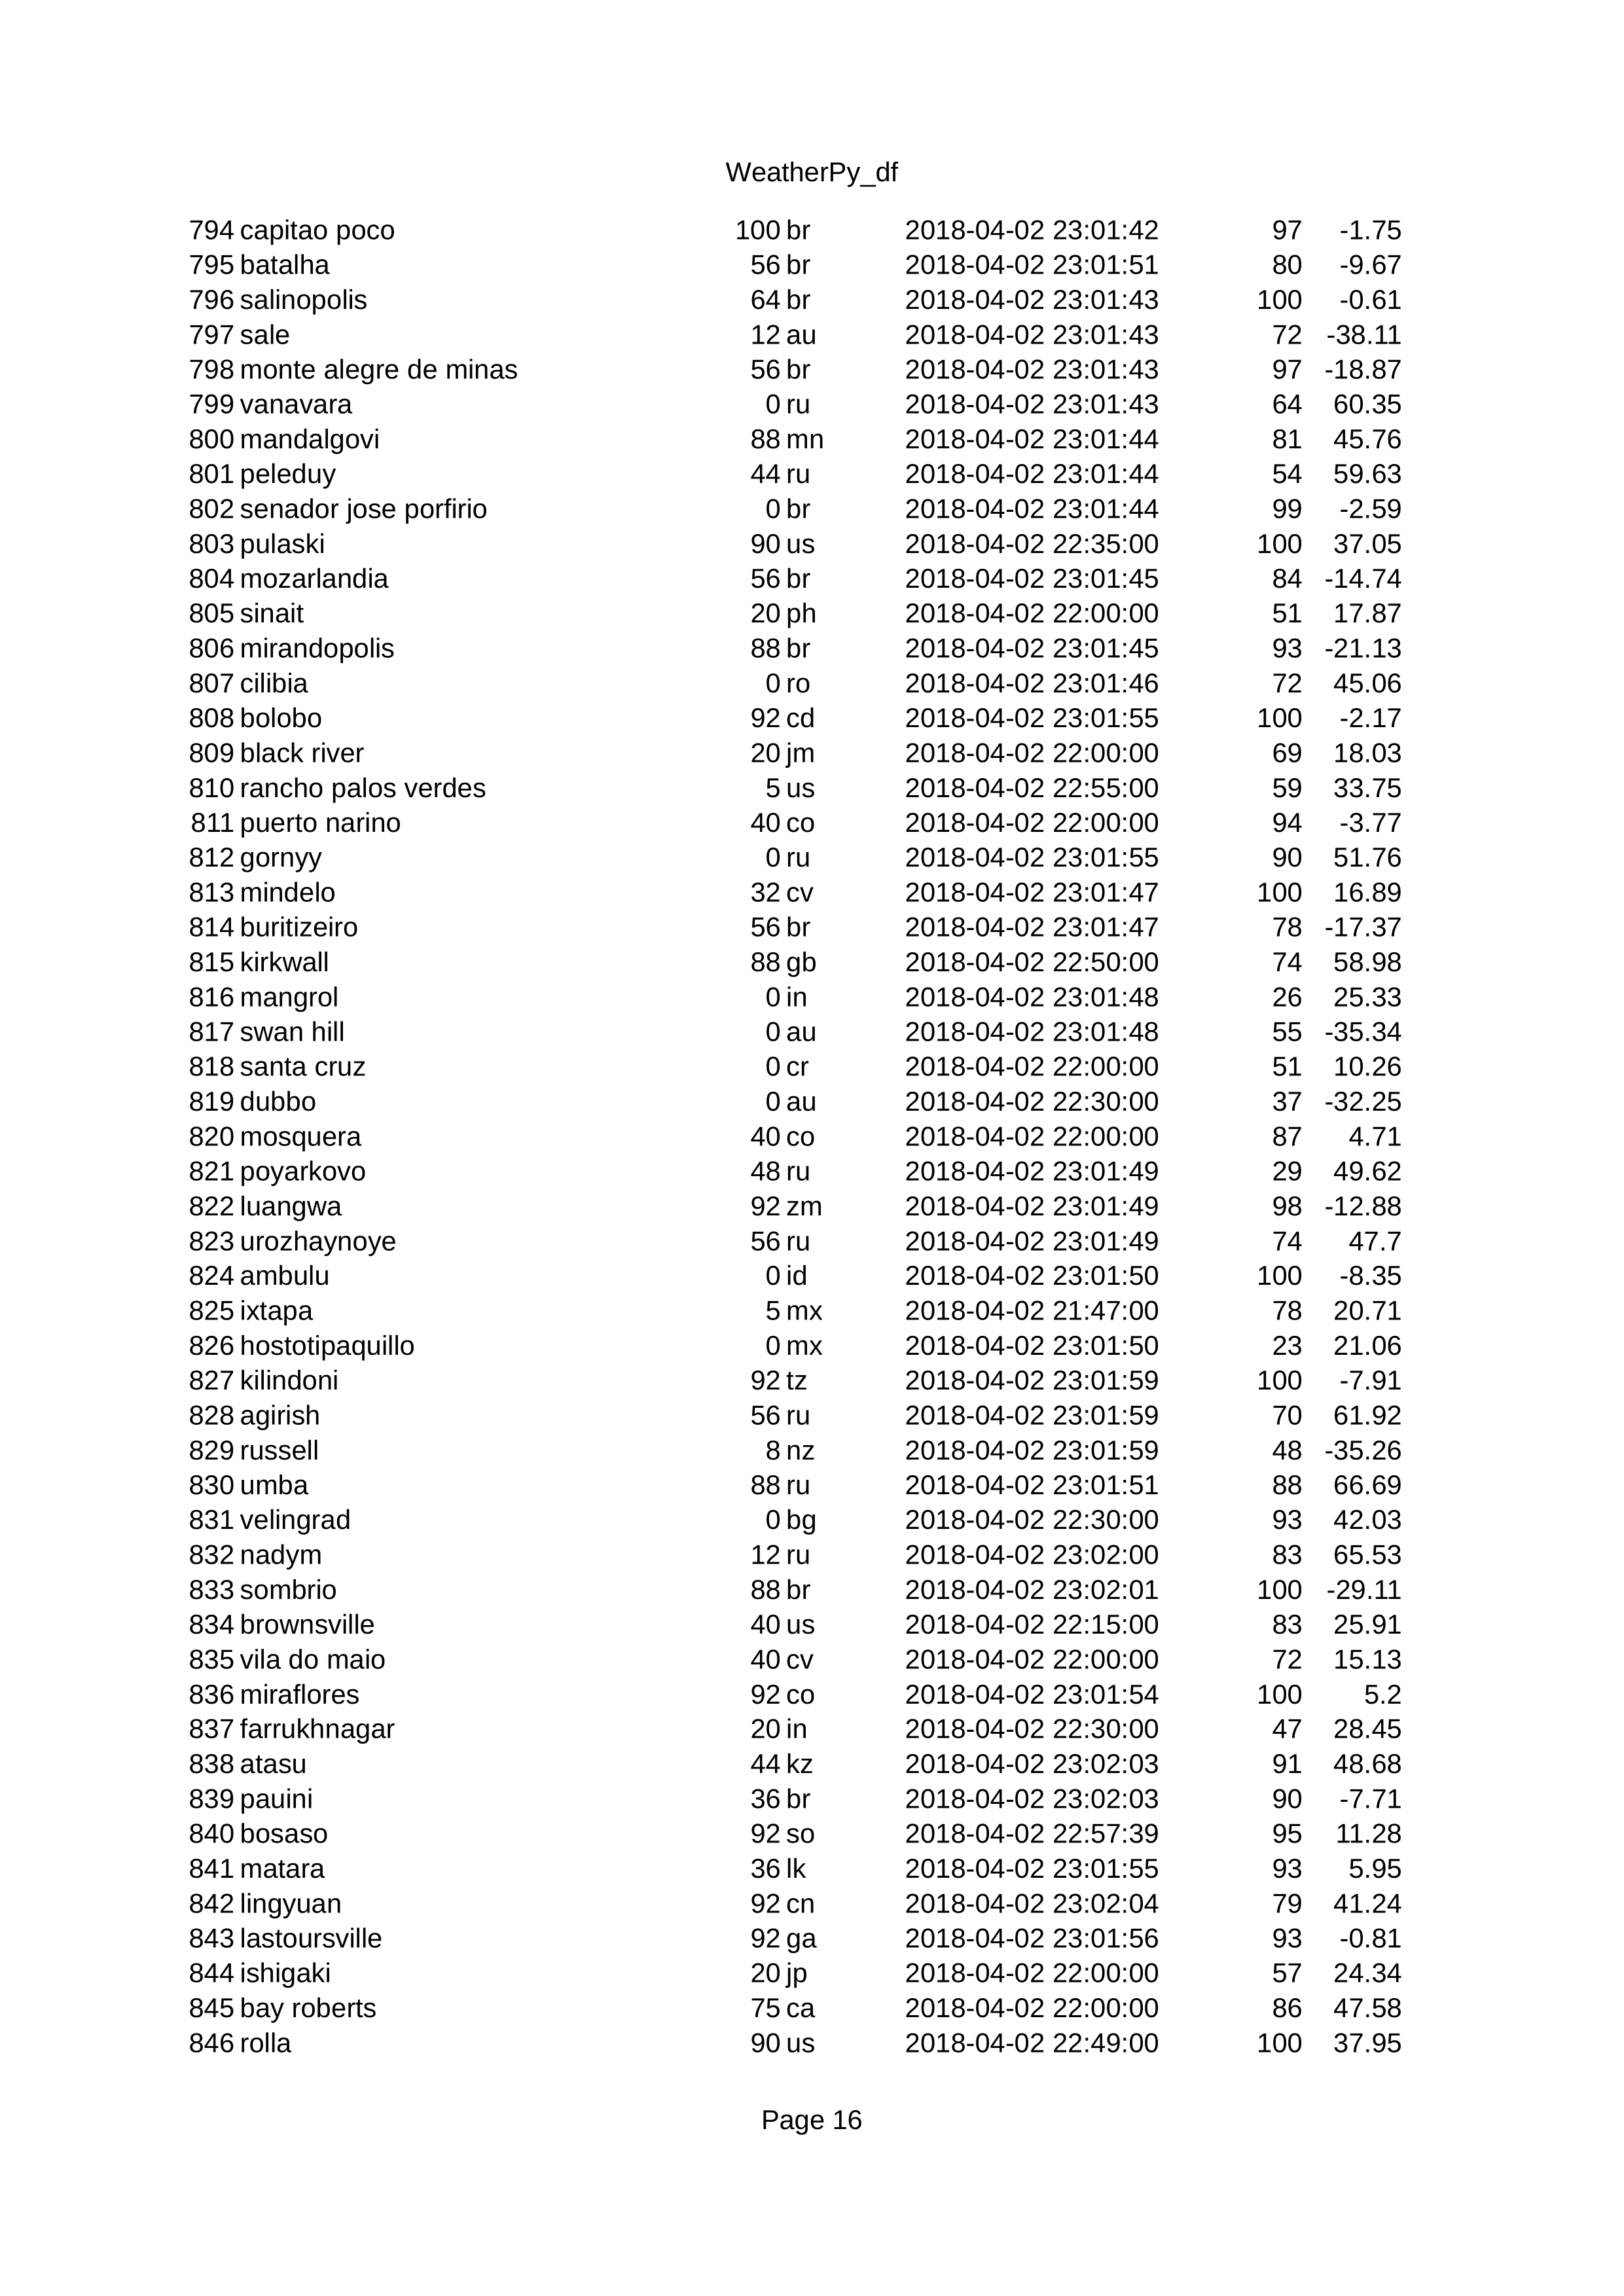 WeatherPy_df
794 capitao poco 100 br 2018-04-02 23:01:42 97 -1.75
795 batalha 56 br 2018-04-02 23:01:51 80 -9.67
796 salinopolis 64 br 2018-04-02 23:01:43 100 -0.61
797 sale 12 au 2018-04-02 23:01:43 72 -38.11
798 monte alegre de minas 56 br 2018-04-02 23:01:43 97 -18.87
799 vanavara 0 ru 2018-04-02 23:01:43 64 60.35
800 mandalgovi 88 mn 2018-04-02 23:01:44 81 45.76
801 peleduy 44 ru 2018-04-02 23:01:44 54 59.63
802 senador jose porfirio 0 br 2018-04-02 23:01:44 99 -2.59
803 pulaski 90 us 2018-04-02 22:35:00 100 37.05
804 mozarlandia 56 br 2018-04-02 23:01:45 84 -14.74
805 sinait 20 ph 2018-04-02 22:00:00 51 17.87
806 mirandopolis 88 br 2018-04-02 23:01:45 93 -21.13
807 cilibia 0 ro 2018-04-02 23:01:46 72 45.06
808 bolobo 92 cd 2018-04-02 23:01:55 100 -2.17
809 black river 20 jm 2018-04-02 22:00:00 69 18.03
810 rancho palos verdes 5 us 2018-04-02 22:55:00 59 33.75
811 puerto narino 40 co 2018-04-02 22:00:00 94 -3.77
812 gornyy 0 ru 2018-04-02 23:01:55 90 51.76
813 mindelo 32 cv 2018-04-02 23:01:47 100 16.89
814 buritizeiro 56 br 2018-04-02 23:01:47 78 -17.37
815 kirkwall 88 gb 2018-04-02 22:50:00 74 58.98
816 mangrol 0 in 2018-04-02 23:01:48 26 25.33
817 swan hill 0 au 2018-04-02 23:01:48 55 -35.34
818 santa cruz 0 cr 2018-04-02 22:00:00 51 10.26
819 dubbo 0 au 2018-04-02 22:30:00 37 -32.25
820 mosquera 40 co 2018-04-02 22:00:00 87 4.71
821 poyarkovo 48 ru 2018-04-02 23:01:49 29 49.62
822 luangwa 92 zm 2018-04-02 23:01:49 98 -12.88
823 urozhaynoye 56 ru 2018-04-02 23:01:49 74 47.7
824 ambulu 0 id 2018-04-02 23:01:50 100 -8.35
825 ixtapa 5 mx 2018-04-02 21:47:00 78 20.71
826 hostotipaquillo 0 mx 2018-04-02 23:01:50 23 21.06
827 kilindoni 92 tz 2018-04-02 23:01:59 100 -7.91
828 agirish 56 ru 2018-04-02 23:01:59 70 61.92
829 russell 8 nz 2018-04-02 23:01:59 48 -35.26
830 umba 88 ru 2018-04-02 23:01:51 88 66.69
831 velingrad 0 bg 2018-04-02 22:30:00 93 42.03
832 nadym 12 ru 2018-04-02 23:02:00 83 65.53
833 sombrio 88 br 2018-04-02 23:02:01 100 -29.11
834 brownsville 40 us 2018-04-02 22:15:00 83 25.91
835 vila do maio 40 cv 2018-04-02 22:00:00 72 15.13
836 miraflores 92 co 2018-04-02 23:01:54 100 5.2
837 farrukhnagar 20 in 2018-04-02 22:30:00 47 28.45
838 atasu 44 kz 2018-04-02 23:02:03 91 48.68
839 pauini 36 br 2018-04-02 23:02:03 90 -7.71
840 bosaso 92 so 2018-04-02 22:57:39 95 11.28
841 matara 36 lk 2018-04-02 23:01:55 93 5.95
842 lingyuan 92 cn 2018-04-02 23:02:04 79 41.24
843 lastoursville 92 ga 2018-04-02 23:01:56 93 -0.81
844 ishigaki 20 jp 2018-04-02 22:00:00 57 24.34
845 bay roberts 75 ca 2018-04-02 22:00:00 86 47.58
846 rolla 90 us 2018-04-02 22:49:00 100 37.95
Page 16